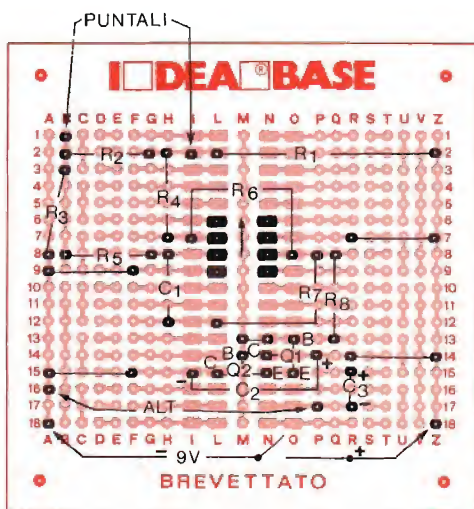 PUNTALI
IDEA® BASE
A B C D E F G H I L M N O P Q R S T U V Z
1
2 R2 R1 2
3 3
4 R3 R4 4
5 R6 5
6 6
7 7
8 R5 8
9 9
10 C1 R7 R8 10
11 11
12 12
13 B C B 13
14 B Q1 + 14
15 C Q2 E E + 15
16 - C2 C3 16
17 ALT - 17
18 18
A B C D E F G H I L M N O P Q R S T U V Z
- 9V +
BREVETTATO